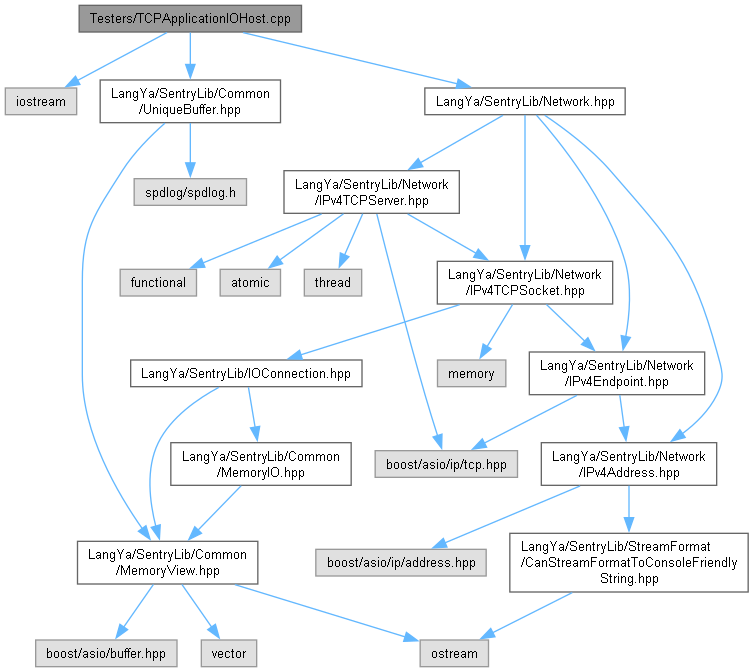 Testers/TCPApplicationIOHost.cpp
iostream
LangYa/SentryLib/Common
/UniqueBuffer.hpp
LangYa/SentryLib/Network.hpp
spdlog/spdlog.h
LangYa/SentryLib/Network
/IPv4TCPServer.hpp
functional
atomic
thread
LangYa/SentryLib/Network
/IPv4TCPSocket.hpp
LangYa/SentryLib/IOConnection.hpp
memory
LangYa/SentryLib/Network
/IPv4Endpoint.hpp
LangYa/SentryLib/Common
/MemoryIO.hpp
boost/asio/ip/tcp.hpp
LangYa/SentryLib/Network
/IPv4Address.hpp
LangYa/SentryLib/Common
/MemoryView.hpp
boost/asio/ip/address.hpp
LangYa/SentryLib/StreamFormat
/CanStreamFormatToConsoleFriendly
String.hpp
boost/asio/buffer.hpp
vector
ostream